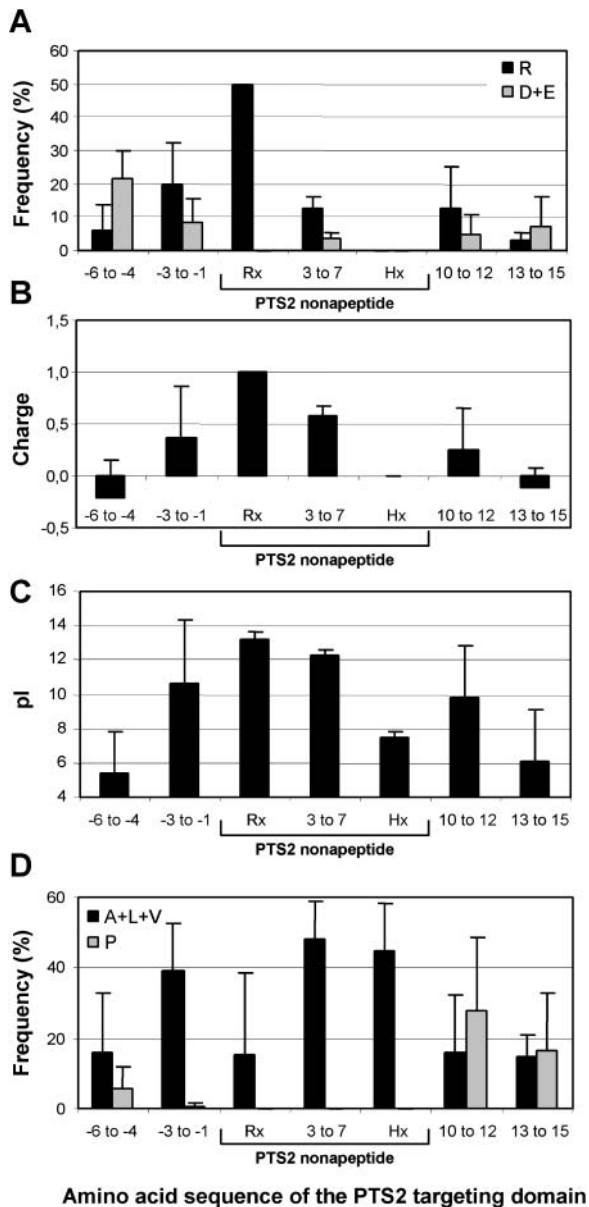 A
60
50
40
30
20
10
0
Frequency (%)
R
D+E
-6 to -4 -3 to -1 Rx 3 to 7 Hx 10 to 12 13 to 15
PTS2 nonapeptide
B
1,5
1,0
0,5
0,0
-0,5
Charge
-6 to -4 -3 to -1 Rx 3 to 7 Hx 10 to 12 13 to 15
PTS2 nonapeptide
C
16
14
12
10
8
6
4
pI
-6 to -4 -3 to -1 Rx 3 to 7 Hx 10 to 12 13 to 15
PTS2 nonapeptide
D
60
40
20
0
Frequency (%)
A+L+V
P
-6 to -4 -3 to -1 Rx 3 to 7 Hx 10 to 12 13 to 15
PTS2 nonapeptide
Amino acid sequence of the PTS2 targeting domain